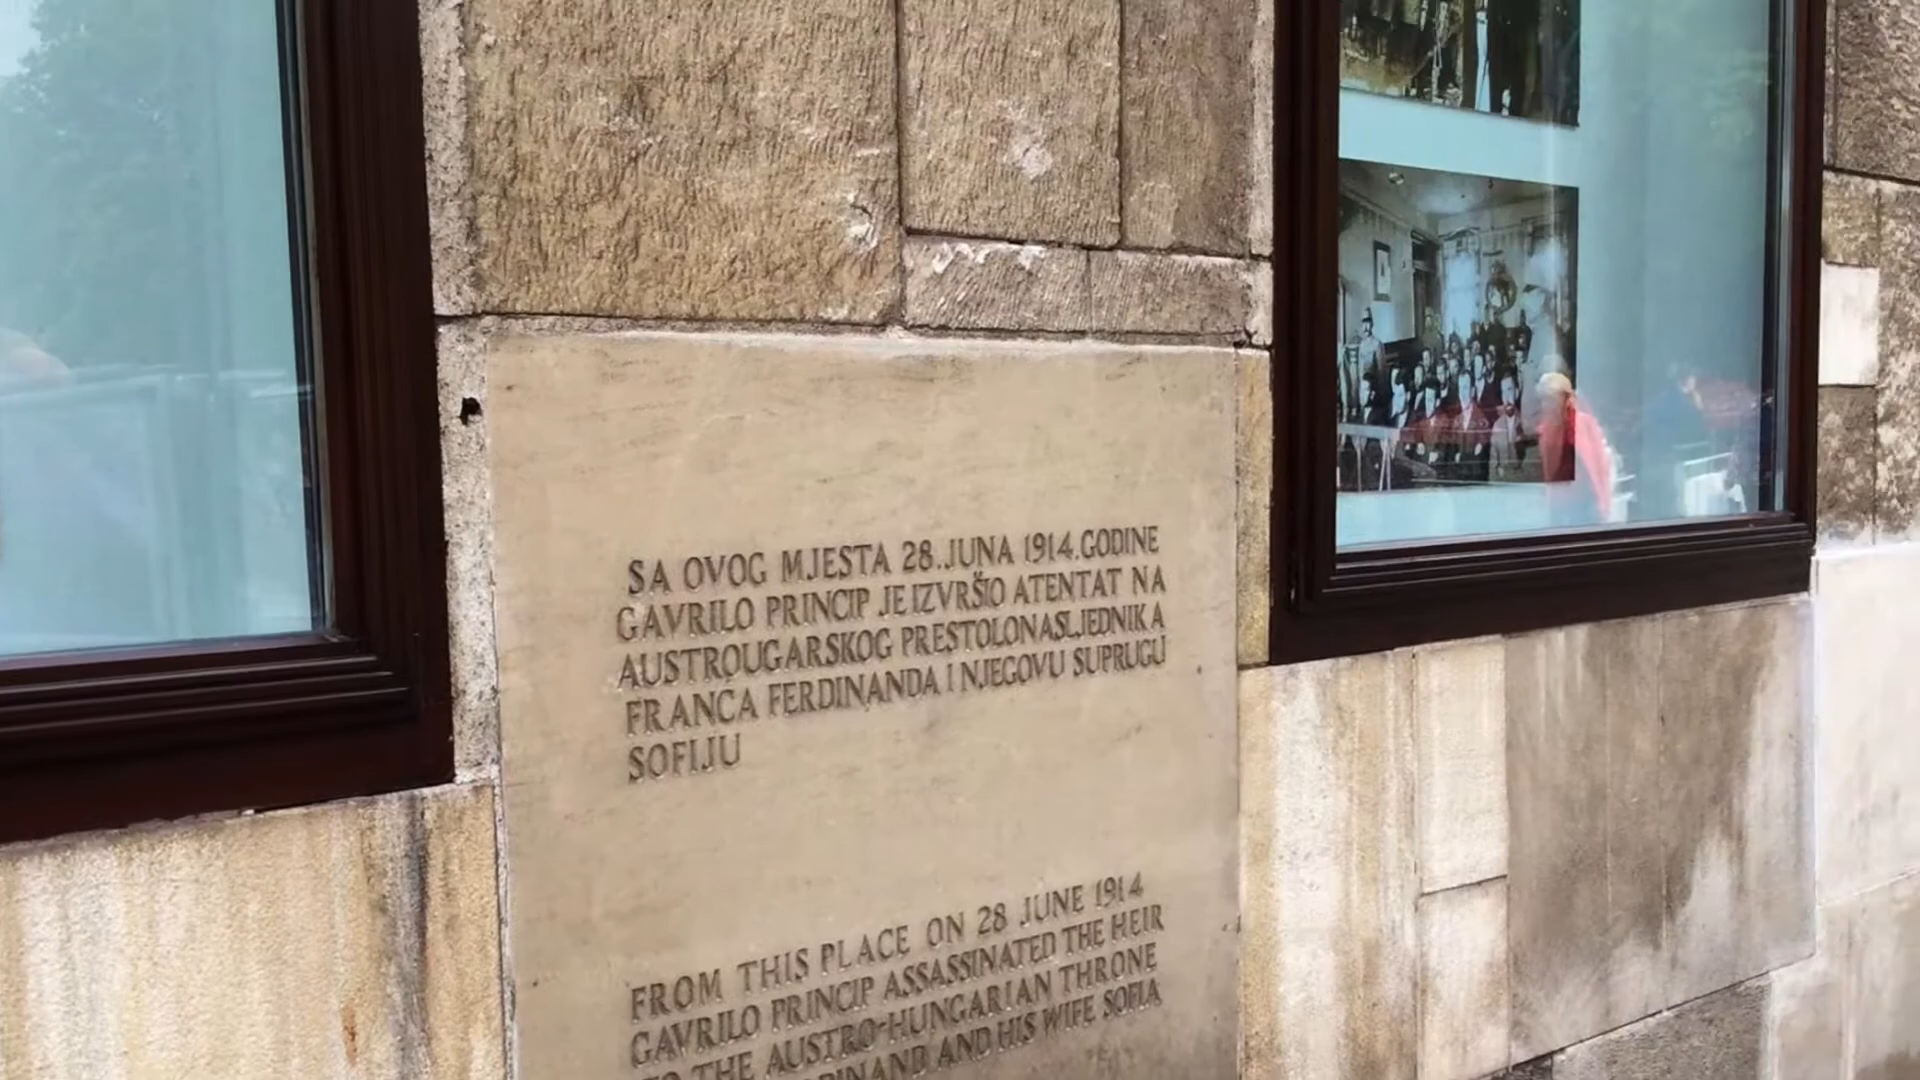 SA OVOG MJESTA 28. JUNA 1914. GODINE
GAVRILO PRINCIP JE IZVRŠIO ATENTAT NA
AUSTROUGARSKOG PRESTOLONASLJEDNIKA
FRANCA FERDINANDA I NJEGOVU SUPRUGU
SOFIJU
FROM THIS PLACE ON 28 JUNE 1914
GAVRILO PRINCIP ASSASSINATED THE HEIR
TO THE AUSTRO-HUNGARIAN THRONE
AND HIS WIFE SOFIA